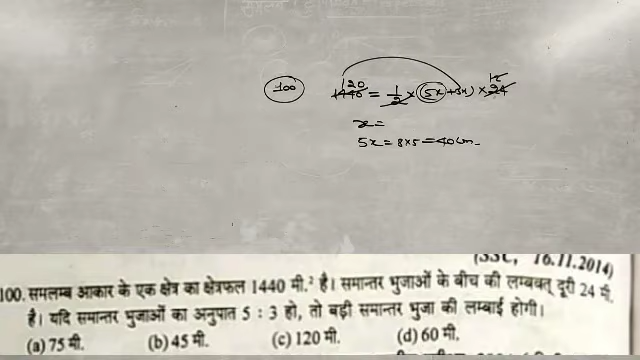 100 120
1440 = 1/2 × (5x + 3x) × 24 12
x =
5x = 8×5 = 40 cm
(SSC, 16.11.2014)
100. समलम्ब आकार के एक क्षेत्र का क्षेत्रफल 1440 मी.² है। समान्तर भुजाओं के बीच की लम्बवत् दूरी 24 मी.
है। यदि समान्तर भुजाओं का अनुपात 5 : 3 हो, तो बड़ी समान्तर भुजा की लम्बाई होगी।
(a) 75 मी. (b) 45 मी. (c) 120 मी. (d) 60 मी.